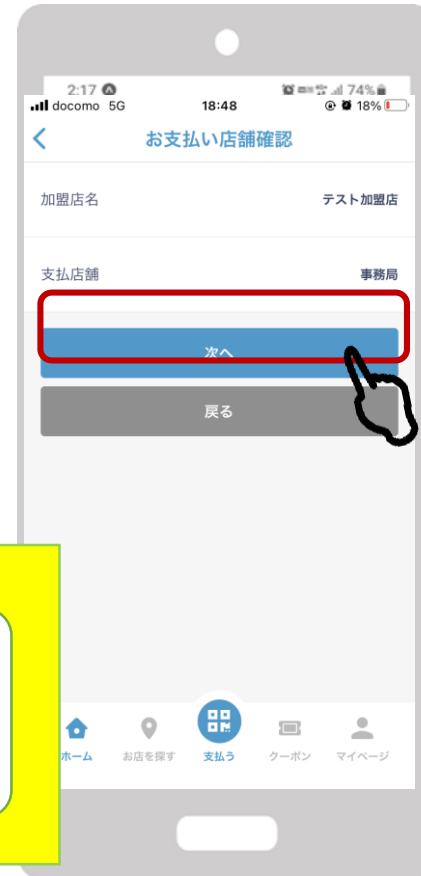 2:17 74%
docomo 5G 18:48 18%
お支払い店舗確認
加盟店名 テスト加盟店
支払店舗 事務局
次へ
戻る
ホーム お店を探す 支払う クーポン マイページ